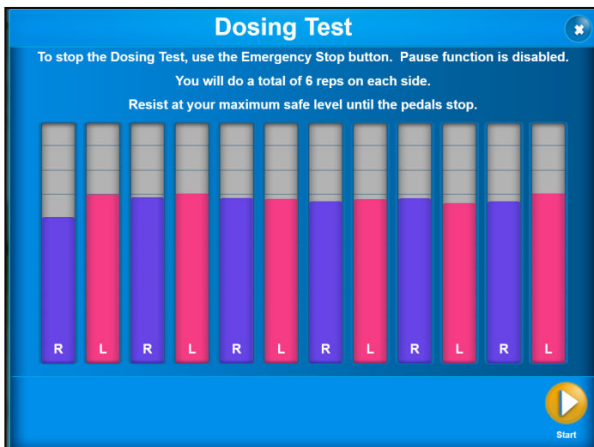 Dosing Test
To stop the Dosing Test, use the Emergency Stop button. Pause function is disabled.
You will do a total of 6 reps on each side.
Resist at your maximum safe level until the pedals stop.
R L R L R L R L R L R L
Start